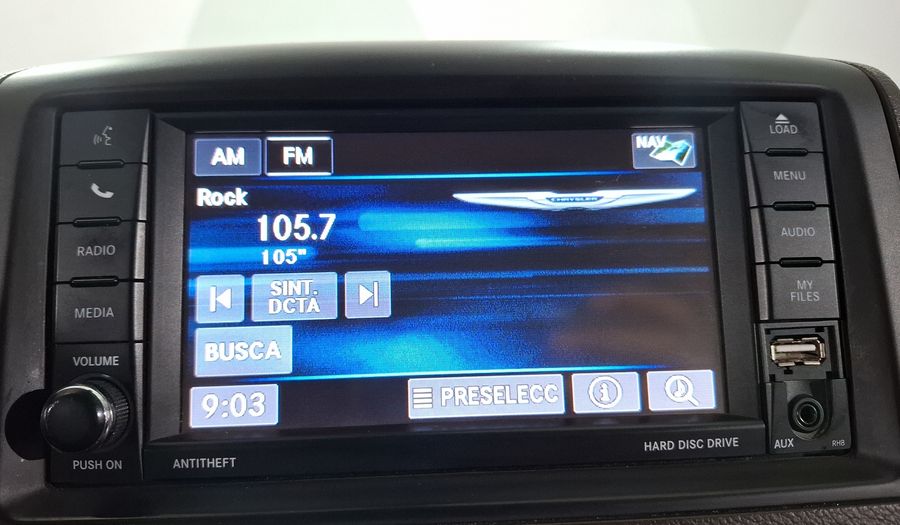 RADIO
MEDIA
VOLUME
PUSH ON
AM
FM
NAV
Rock
CHRYSLER
105.7
105"
SINT.
DCTA
BUSCA
9:03
PRESELECC
ANTITHEFT
HARD DISC DRIVE
LOAD
MENU
AUDIO
MY
FILES
AUX
RHB